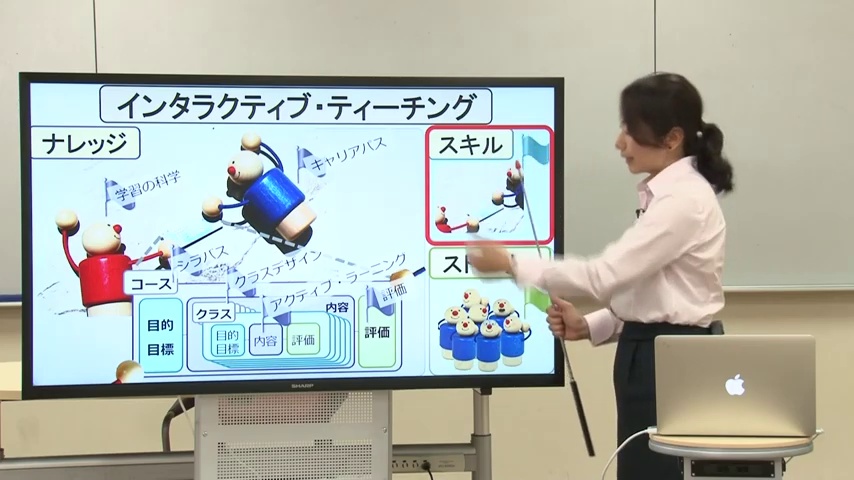 インタラクティブ・ティーチング
ナレッジ
スキル
キャリアパス
学習の科学
シラバス
クラスデザイン
アクティブ・ラーニング
評価
コース
目的
目標
クラス
内容
目的
目標
内容
評価
評価
スト
SHARP